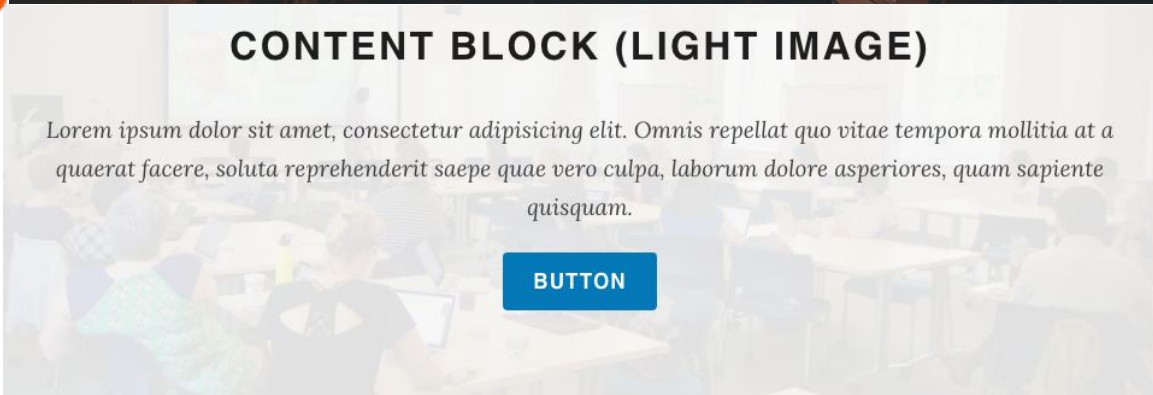 CONTENT BLOCK (LIGHT IMAGE)
Lorem ipsum dolor sit amet, consectetur adipisicing elit. Omnis repellat quo vitae tempora mollitia at a
quaerat facere, soluta reprehenderit saepe quae vero culpa, laborum dolore asperiores, quam sapiente
quisquam.
BUTTON